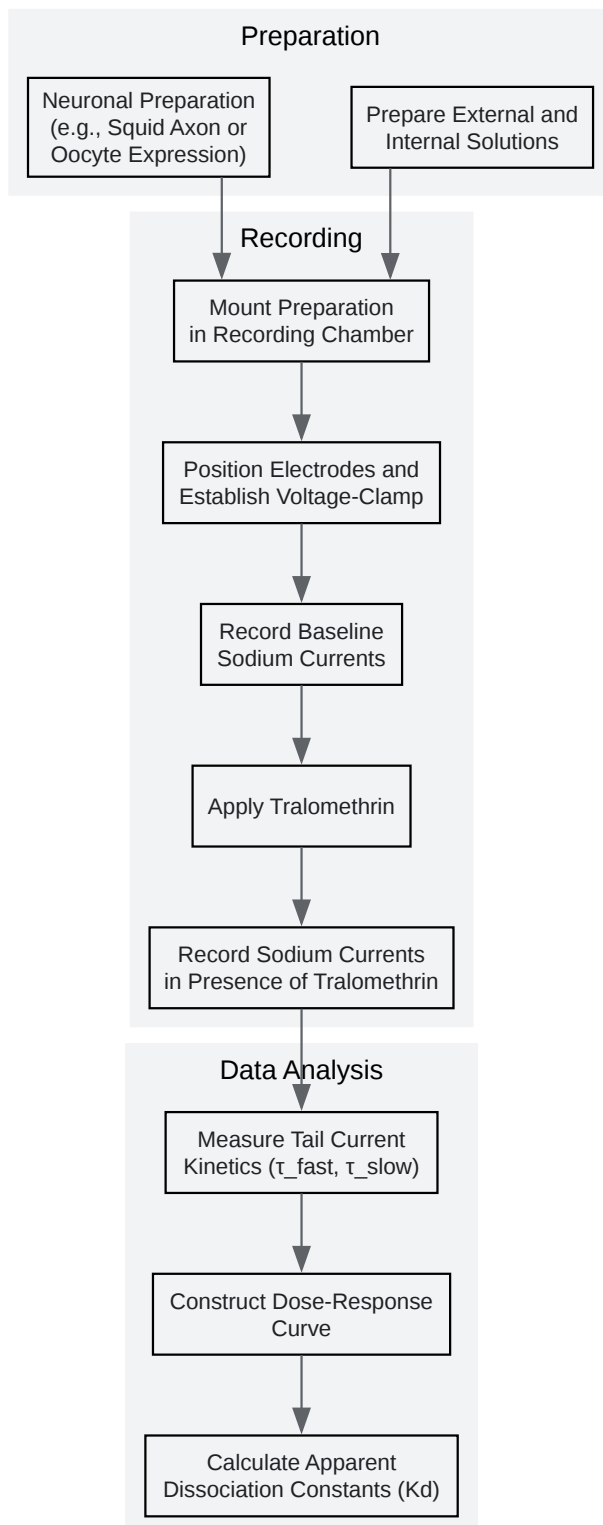 Preparation
Neuronal Preparation
(e.g., Squid Axon or
Oocyte Expression)
Prepare External and
Internal Solutions
Recording
Mount Preparation
in Recording Chamber
Position Electrodes and
Establish Voltage-Clamp
Record Baseline
Sodium Currents
Apply Tralomethrin
Record Sodium Currents
in Presence of Tralomethrin
Data Analysis
Measure Tail Current
Kinetics (τ_fast, τ_slow)
Construct Dose-Response
Curve
Calculate Apparent
Dissociation Constants (Kd)